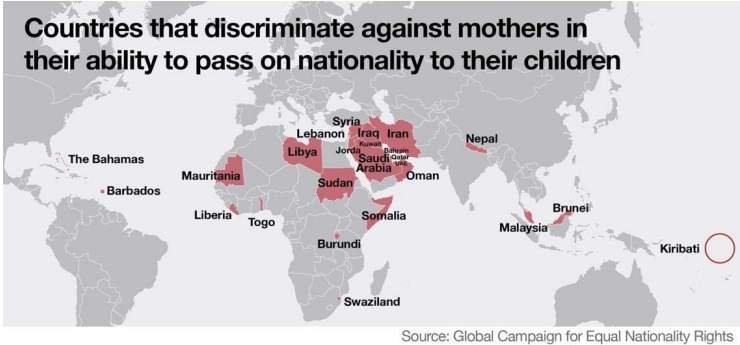 Countries that discriminate against mothers in
their ability to pass on nationality to their children
Syria
Lebanon
Iraq
Iran
Kuwait
Jorda
Bahrain
Qatar
UAE
Saudi
Arabia
Oman
Nepal
Libya
The Bahamas
Mauritania
Barbados
Sudan
Liberia
Togo
Somalia
Brunei
Malaysia
Burundi
Kiribati
Swaziland
Source: Global Campaign for Equal Nationality Rights